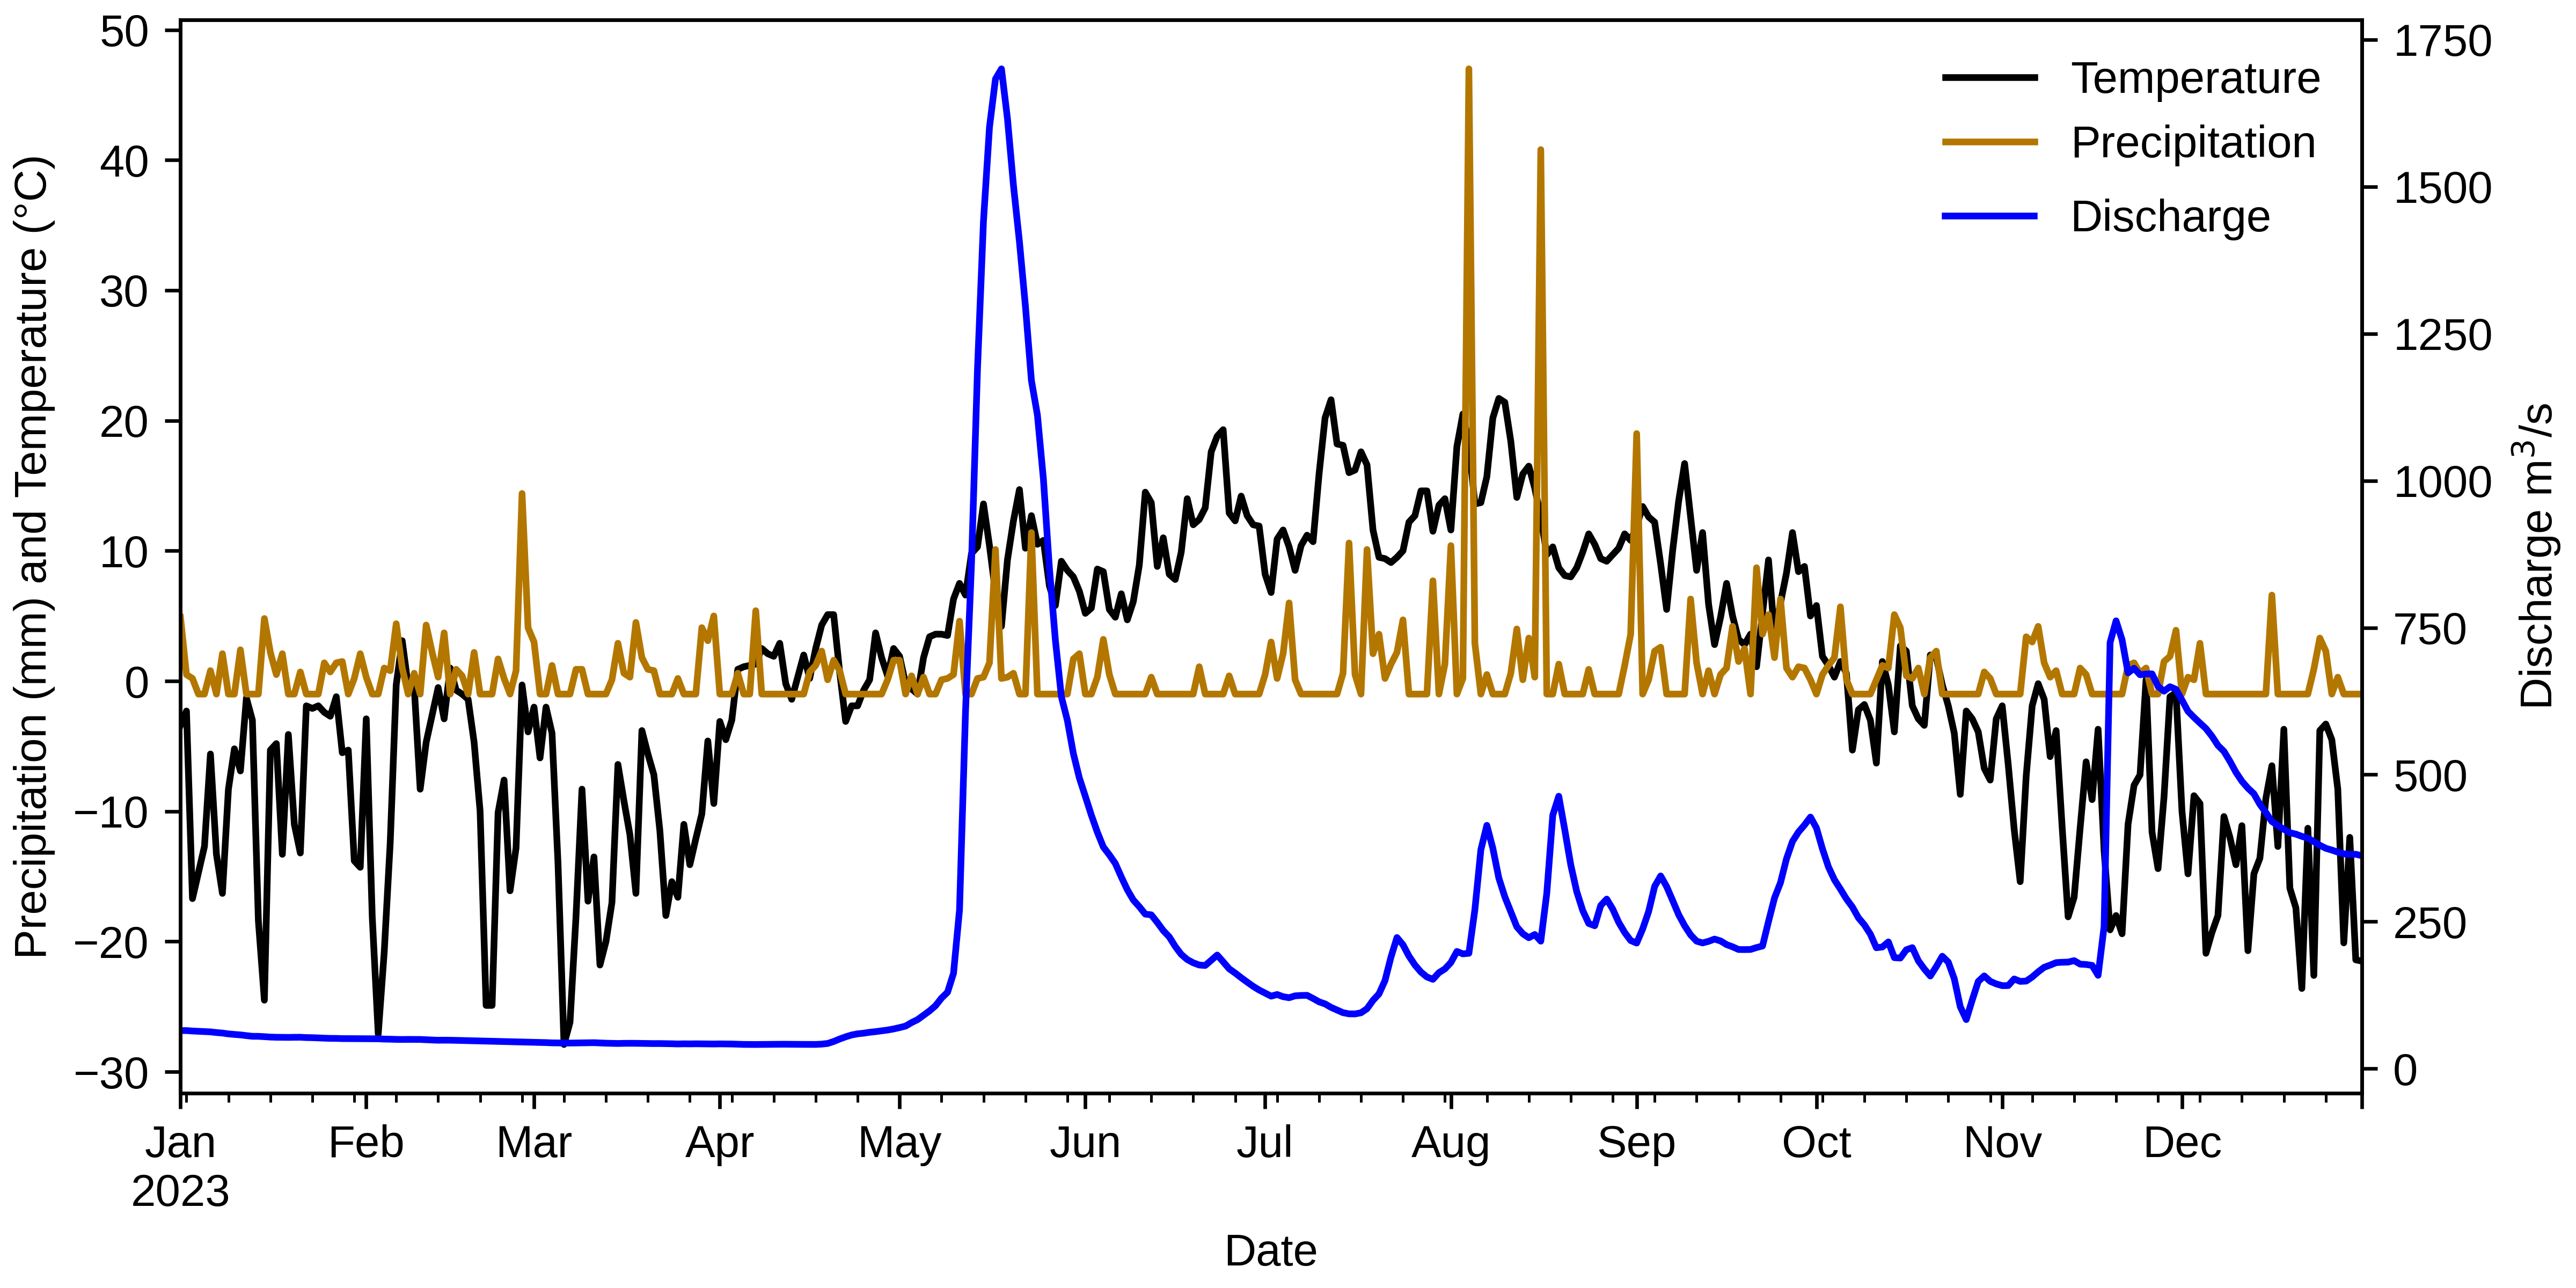 Precipitation (mm) and Temperature (°C)
50
40
30
20
10
0
−10
−20
−30
1750
1500
1250
1000
750
500
250
0
Discharge m³/s
Temperature
Precipitation
Discharge
Jan Feb Mar Apr May Jun Jul Aug Sep Oct Nov Dec
2023
Date